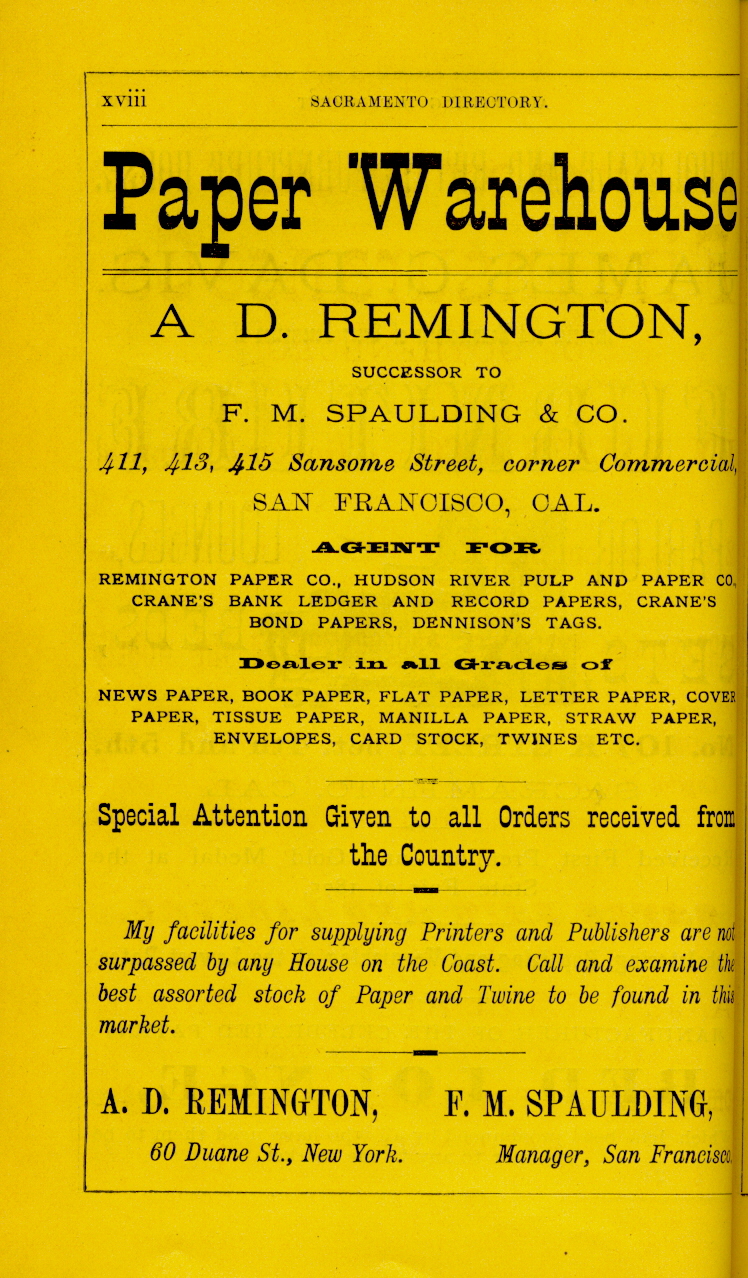 xviii SACRAMENTO DIRECTORY.
Paper Warehouse
A D. REMINGTON,
SUCCESSOR TO
F. M. SPAULDING & CO.
411, 413, 415 Sansome Street, corner Commercial,
SAN FRANCISCO, CAL.
AGENT FOR
REMINGTON PAPER CO., HUDSON RIVER PULP AND PAPER CO.,
CRANE'S BANK LEDGER AND RECORD PAPERS, CRANE'S
BOND PAPERS, DENNISON'S TAGS.
Dealer in all Grades of
NEWS PAPER, BOOK PAPER, FLAT PAPER, LETTER PAPER, COVER
PAPER, TISSUE PAPER, MANILLA PAPER, STRAW PAPER,
ENVELOPES, CARD STOCK, TWINES ETC.
Special Attention Given to all Orders received from
the Country.
My facilities for supplying Printers and Publishers are not
surpassed by any House on the Coast. Call and examine the
best assorted stock of Paper and Twine to be found in this
market.
A. D. REMINGTON, F. M. SPAULDING,
60 Duane St., New York. Manager, San Francisco.